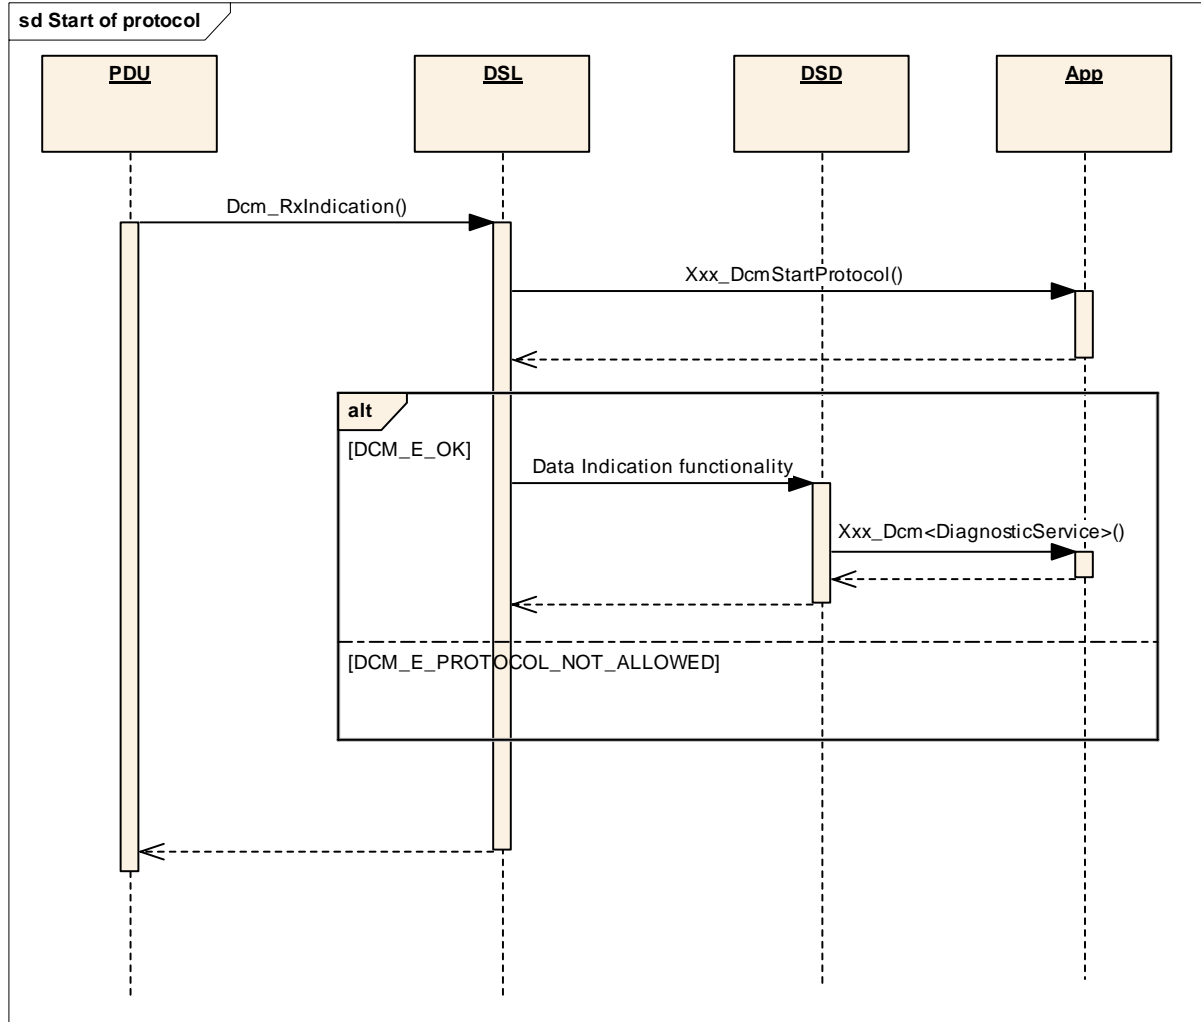 sd Start of protocol
PDU
DSL
DSD
App
Dcm_RxIndication()
Xxx_DcmStartProtocol()
alt
[DCM_E_OK]
Data Indication functionality
Xxx_Dcm<DiagnosticService>()
[DCM_E_PROTOCOL_NOT_ALLOWED]